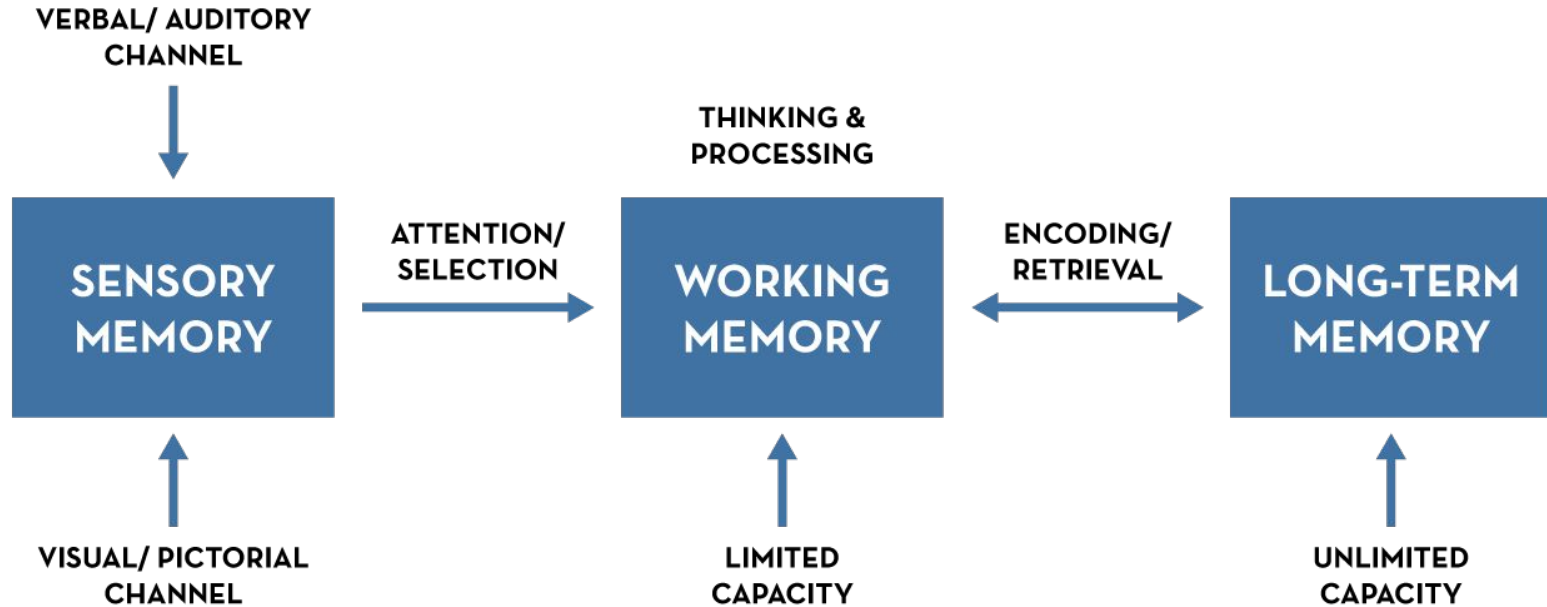 VERBAL/ AUDITORY
CHANNEL
THINKING &
PROCESSING
SENSORY
MEMORY
ATTENTION/
SELECTION
WORKING
MEMORY
ENCODING/
RETRIEVAL
LONG-TERM
MEMORY
VISUAL/ PICTORIAL
CHANNEL
LIMITED
CAPACITY
UNLIMITED
CAPACITY